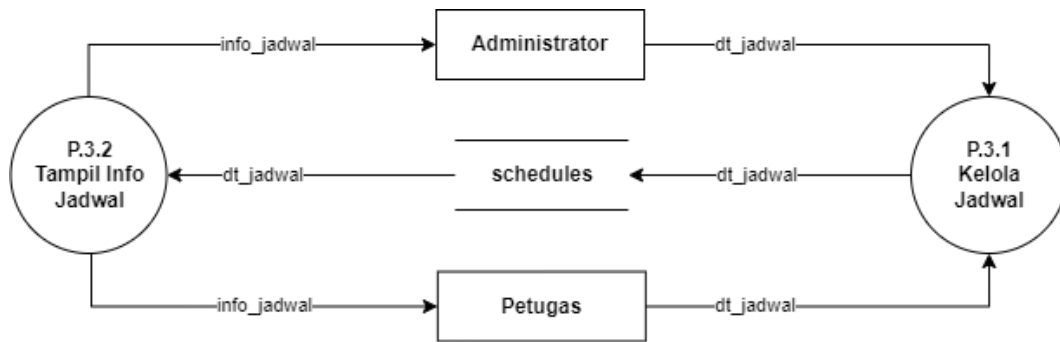 info_jadwal
Administrator
dt_jadwal
P.3.2
Tampil Info
Jadwal
dt_jadwal
schedules
dt_jadwal
P.3.1
Kelola
Jadwal
info_jadwal
Petugas
dt_jadwal